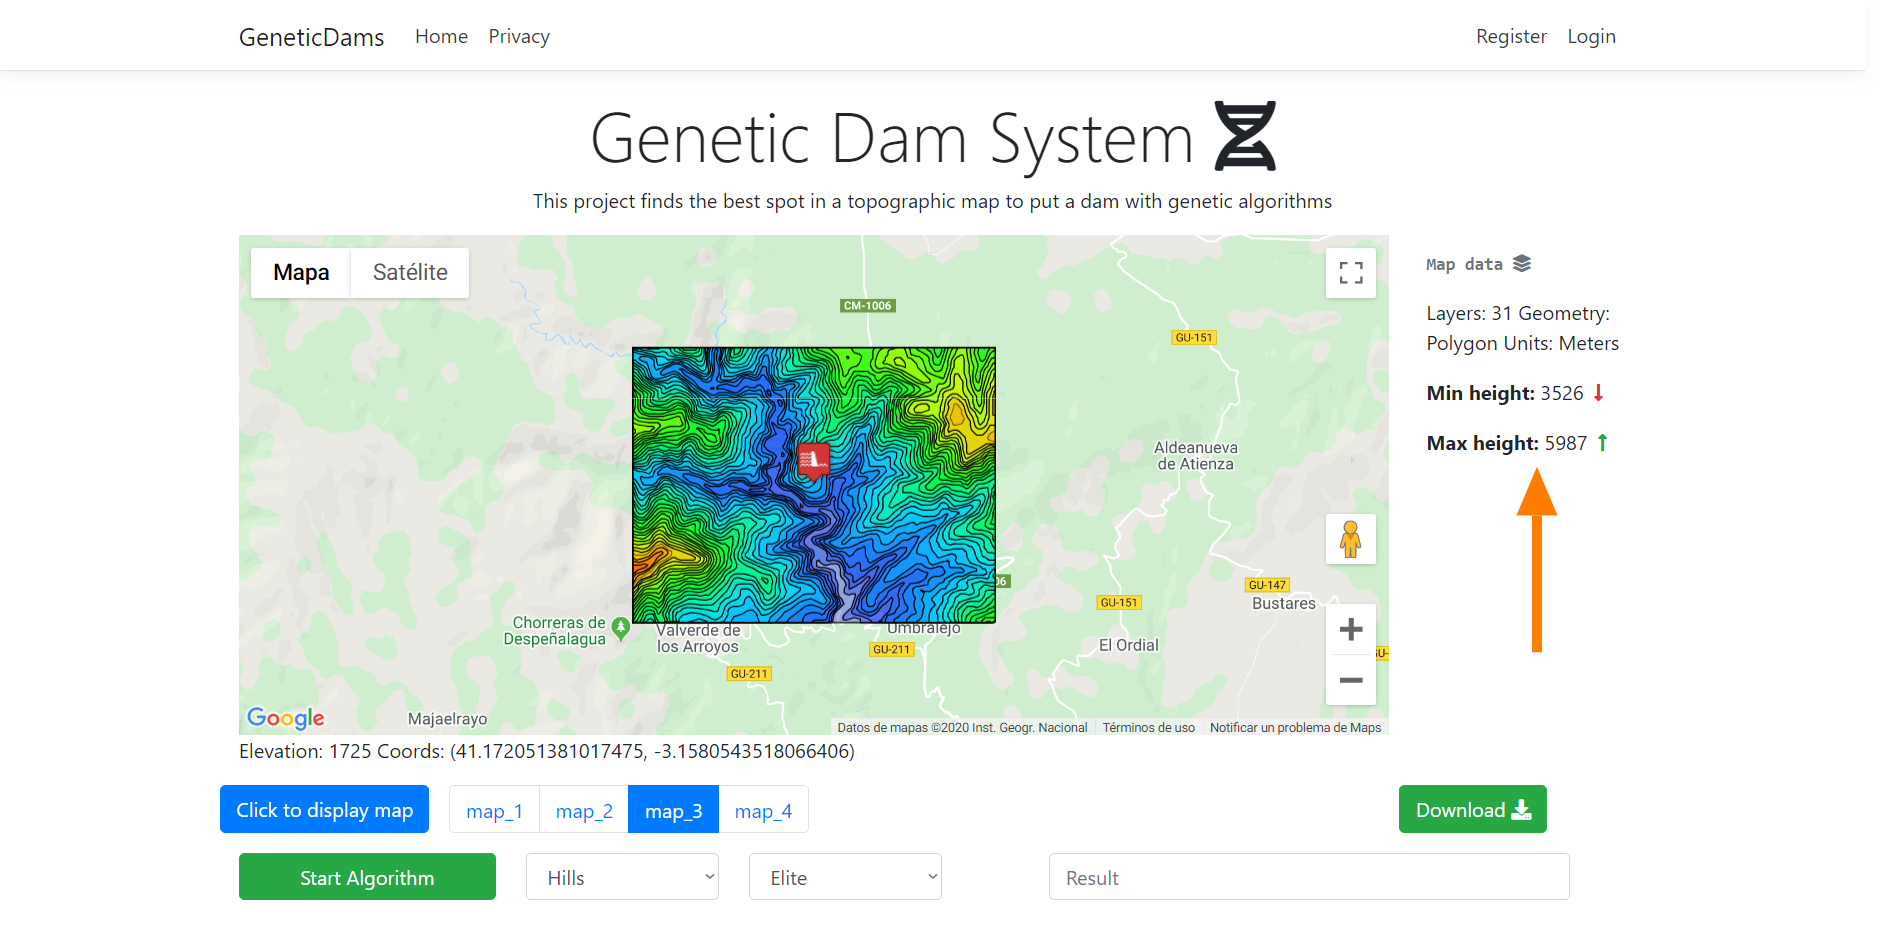 GeneticDams Home Privacy Register Login
Genetic Dam System
This project finds the best spot in a topographic map to put a dam with genetic algorithms
Mapa Satélite
Map data
CM-1006
Layers: 31 Geometry:
GU-151
Polygon Units: Meters
Min height: 3526
Max height: 5987
Aldeanueva
de Atienza
06
GU-147
GU-151
Bustares
Chorreras de
Despeñalagua
Valverde de
los Arroyos
Umbralejo
GU-211
El Ordial
GU-
GU-211
Google
Majaelrayo
Datos de mapas ©2020 Inst. Geogr. Nacional Términos de uso Notificar un problema de Maps
Elevation: 1725 Coords: (41.172051381017475, -3.1580543518066406)
Click to display map map_1 map_2 map_3 map_4 Download
Start Algorithm Hills Elite Result